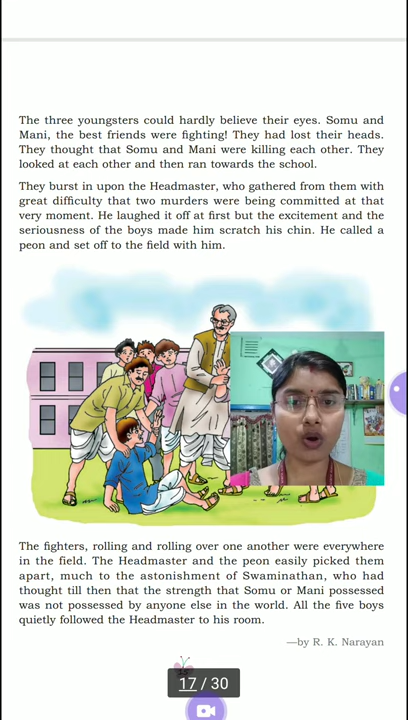 The three youngsters could hardly believe their eyes. Somu and
Mani, the best friends were fighting! They had lost their heads.
They thought that Somu and Mani were killing each other. They
looked at each other and then ran towards the school.
They burst in upon the Headmaster, who gathered from them with
great difficulty that two murders were being committed at that
very moment. He laughed it off at first but the excitement and the
seriousness of the boys made him scratch his chin. He called a
peon and set off to the field with him.
The fighters, rolling and rolling over one another were everywhere
in the field. The Headmaster and the peon easily picked them
apart, much to the astonishment of Swaminathan, who had
thought till then that the strength that Somu or Mani possessed
was not possessed by anyone else in the world. All the five boys
quietly followed the Headmaster to his room.
—by R. K. Narayan
17 / 30